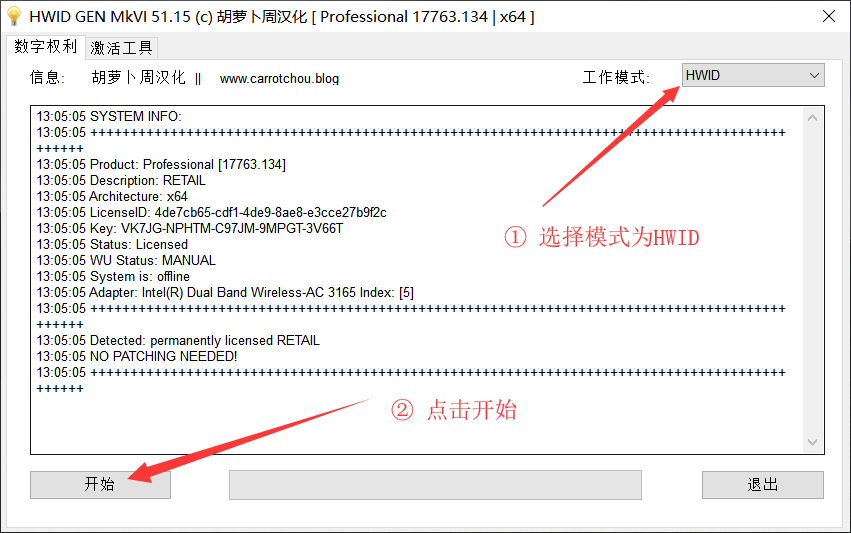 HWID GEN MkVI 51.15 (c) 胡萝卜周汉化 [ Professional 17763.134 | x64 ]
数字权利 激活工具
信息: 胡萝卜周汉化 || www.carrotchou.blog 工作模式: HWID
13:05:05 SYSTEM INFO:
13:05:05 +++++++++++++++++++++++++++++++++++++++++++++++++++++++++++++++++++++++++++++++++++++++
++++++
13:05:05 Product: Professional [17763.134]
13:05:05 Description: RETAIL
13:05:05 Architecture: x64
13:05:05 LicenseID: 4de7cb65-cdf1-4de9-8ae8-e3cce27b9f2c
13:05:05 Key: VK7JG-NPHTM-C97JM-9MPGT-3V66T
13:05:05 Status: Licensed
13:05:05 WU Status: MANUAL
13:05:05 System is: offline
13:05:05 Adapter: Intel(R) Dual Band Wireless-AC 3165 Index: [5]
13:05:05 +++++++++++++++++++++++++++++++++++++++++++++++++++++++++++++++++++++++++++++++++++++++
++++++
13:05:05 Detected: permanently licensed RETAIL
13:05:05 NO PATCHING NEEDED!
13:05:05 +++++++++++++++++++++++++++++++++++++++++++++++++++++++++++++++++++++++++++++++++++++++
++++++
① 选择模式为HWID
② 点击开始
开始 退出